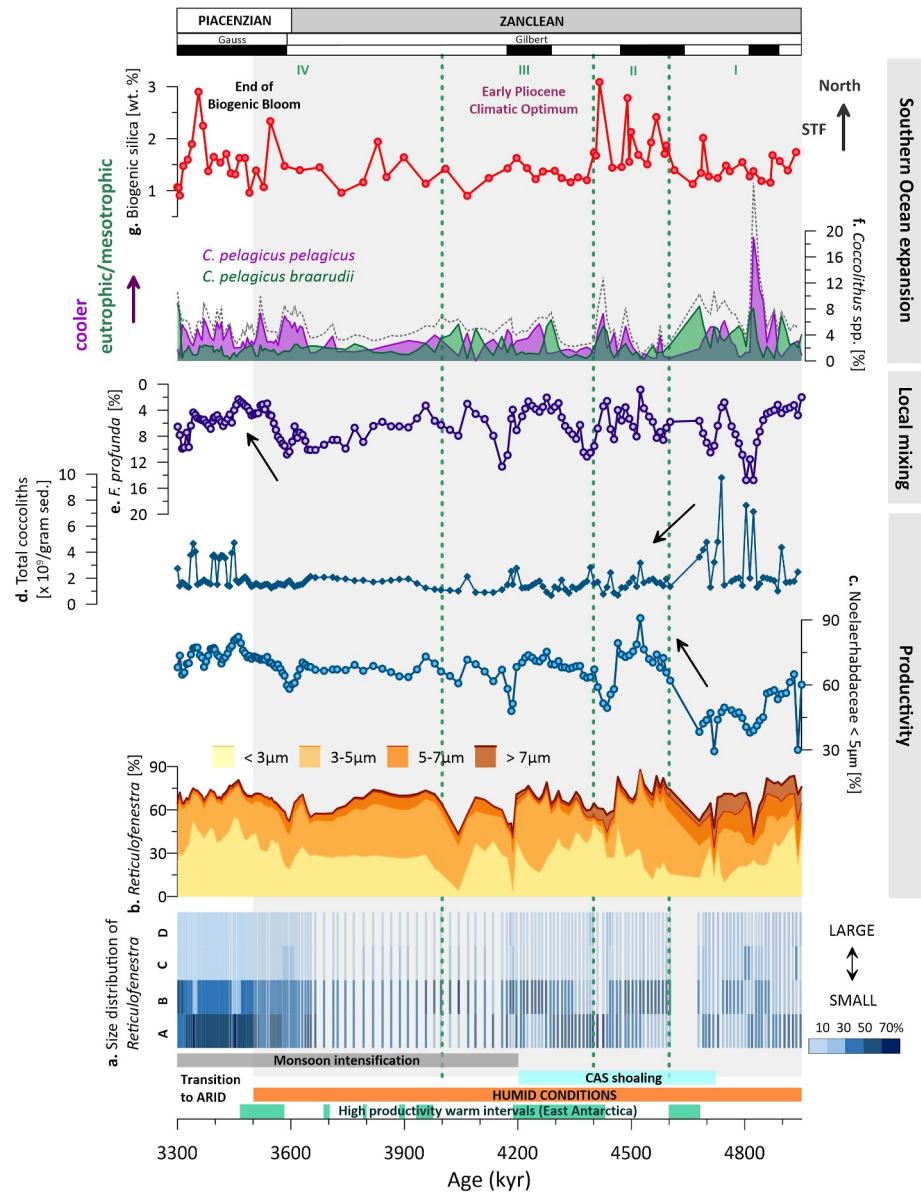 PIACENZIAN ZANCLEAN
Gauss Gilbert
IV III II I
End of
Biogenic Bloom
Early Pliocene
Climatic Optimum
North
STF
g. Biogenic silica [wt. %]
3
2
1
Southern Ocean expansion
cooler
eutrophic/mesotrophic
C. pelagicus pelagicus
C. pelagicus braarudii
f. Coccolithus spp. [%]
20
16
12
8
4
0
e. F. profunda [%]
0
4
8
12
16
20
Local mixing
d. Total coccoliths
[x 10⁹/gram sed.]
10
8
6
4
2
0
Productivity
c. Noelaerhabdaceae < 5µm [%]
90
60
30
< 3µm 3-5µm 5-7µm > 7µm
b. Reticulofenestra [%]
90
60
30
0
a. Size distribution of
Reticulofenestra
D
C
B
A
LARGE
SMALL
10 30 50 70%
Monsoon intensification
CAS shoaling
Transition
to ARID
HUMID CONDITIONS
High productivity warm intervals (East Antarctica)
3300 3600 3900 4200 4500 4800
Age (kyr)